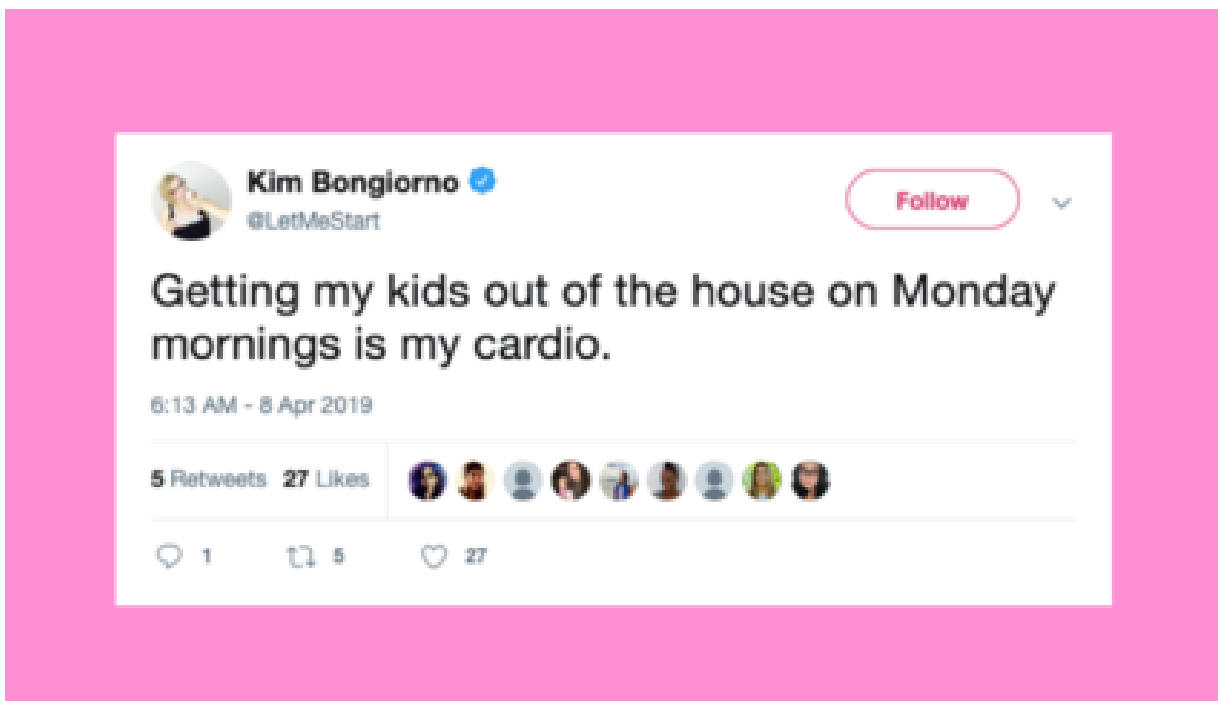 Kim Bongiorno
@LetMeStart
Follow
Getting my kids out of the house on Monday
mornings is my cardio.
6:13 AM - 8 Apr 2019
5 Retweets 27 Likes
1 5 27